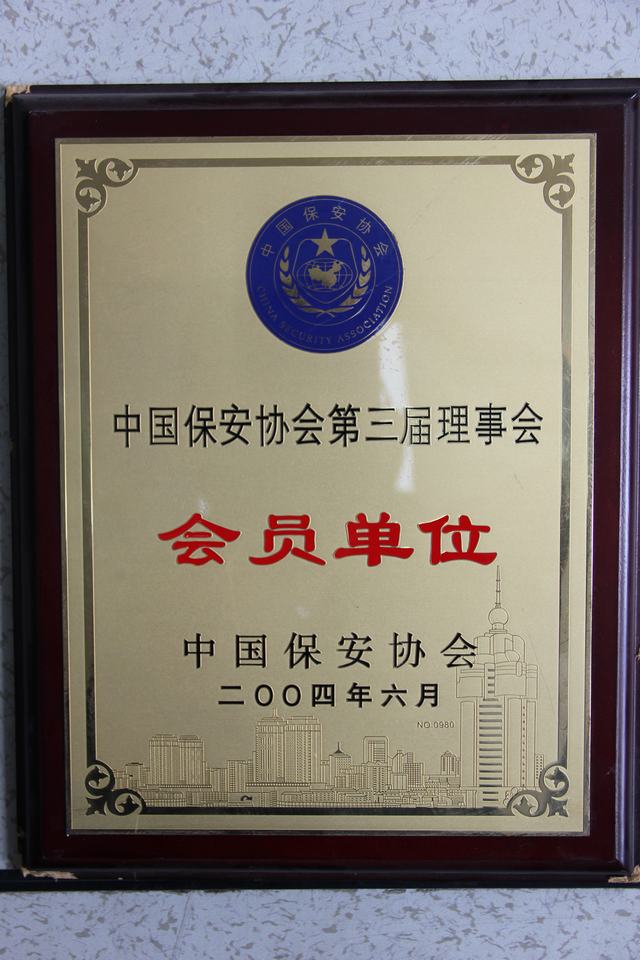 中国保安协会
CHINA SECURITY ASSOCIATION
中国保安协会第三届理事会
会员单位
中国保安协会
二〇〇四年六月
NO:0980